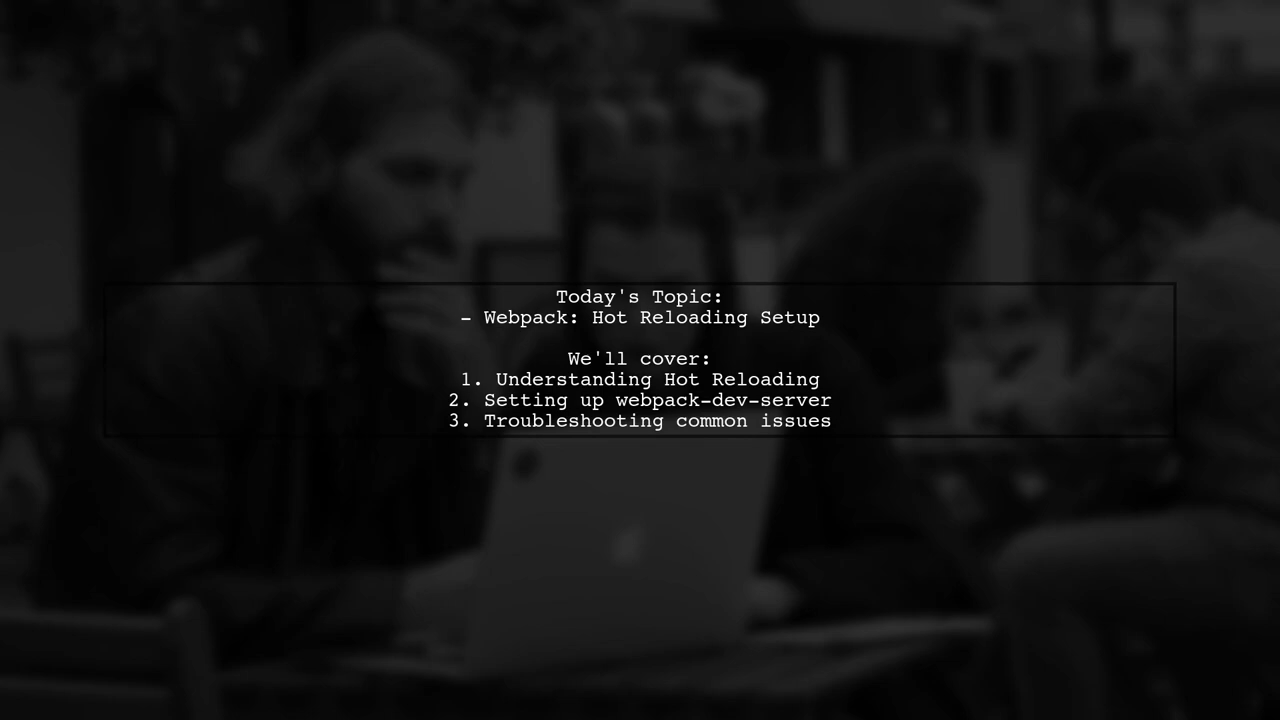 Today's Topic:
- Webpack: Hot Reloading Setup
We'll cover:
1. Understanding Hot Reloading
2. Setting up webpack-dev-server
3. Troubleshooting common issues